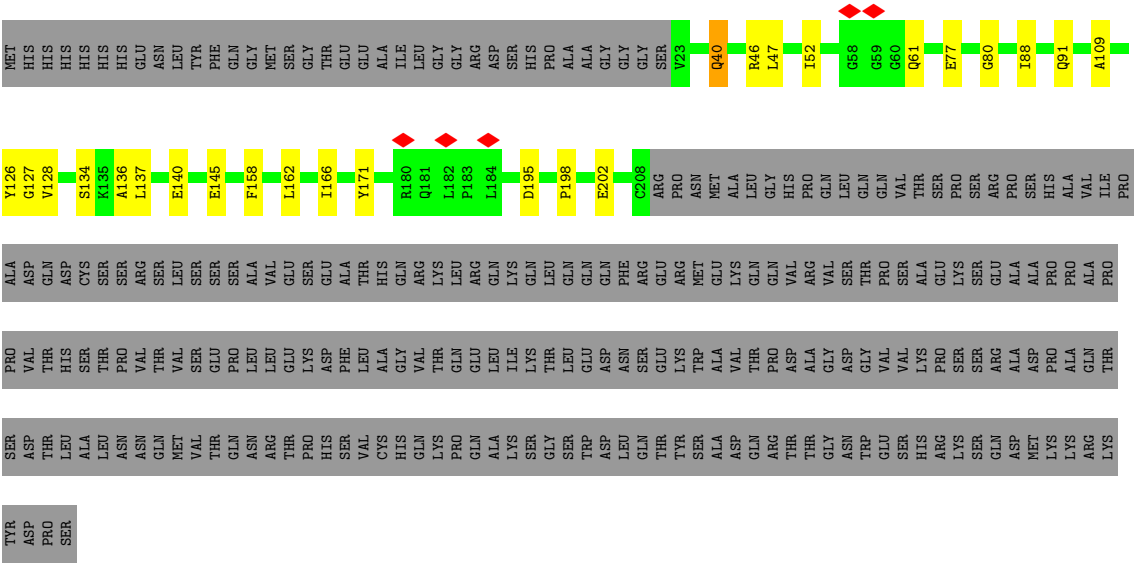 MET HIS HIS HIS HIS HIS HIS GLU ASN LEU TYR PHE GLN GLY GLY MET SER GLY THR GLU GLU ALA ILE LEU GLY GLY ARG ASP SER HIS PRO ALA ALA GLY GLY GLY SER V23 Q40 R46 L47 I52 G58 G59 G60 Q61 E77 G80 I88 Q91 A109
Y126 G127 V128 S134 K135 A136 L137 E140 E145 F158 L162 I166 Y171 R180 Q181 L182 P183 L184 D195 P198 E202 C208 ARG PRO ASN MET ALA LEU GLY HIS PRO GLN LEU GLN GLN VAL THR SER PRO SER ARG PRO SER HIS ALA VAL ILE PRO
ALA ASP GLN ASP CYS SER SER ARG SER LEU SER SER SER ALA VAL GLU SER GLU ALA THR HIS GLN ARG LYS LEU ARG GLN LYS GLN LEU GLN GLN GLN PHE ARG GLU ARG MET GLU LYS GLN GLN VAL ARG VAL SER THR PRO SER ALA GLU LYS SER GLU ALA ALA PRO PRO ALA PRO
PRO VAL THR HIS SER THR PRO VAL THR VAL SER GLU PRO LEU LEU GLU LYS ASP PHE LEU ALA GLY VAL THR GLN GLU LEU ILE LYS THR LEU GLU ASP ASN SER GLU LYS TRP ALA VAL THR PRO ASP ALA GLY ASP GLY VAL VAL LYS PRO SER SER ARG ALA ASP PRO ALA GLN THR
SER ASP THR LEU ALA LEU ASN ASN GLN MET VAL THR GLN ASN ARG THR PRO HIS SER VAL CYS HIS GLN LYS PRO GLN ALA LYS SER GLY SER TRP ASP LEU GLN THR TYR SER ALA ASP GLN ARG THR THR GLY ASN TRP GLU SER HIS ARG LYS SER GLN ASP MET LYS LYS ARG LYS
TYR ASP PRO SER